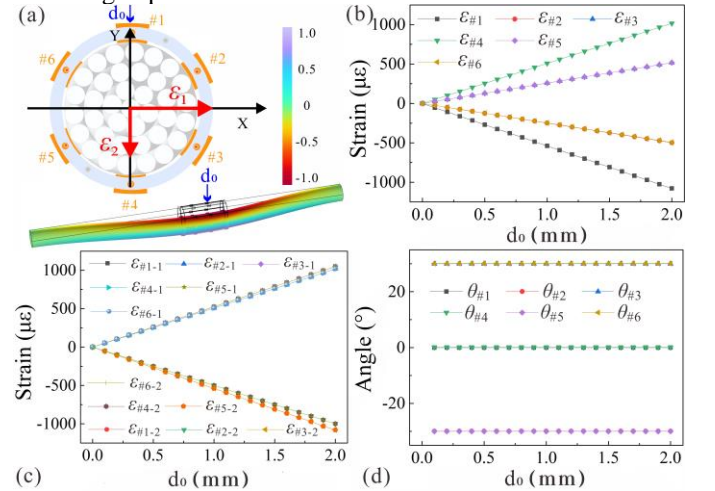 (a)
d₀
Y
#1
#6
#2
ε₁
X
ε₂
#5
#3
#4
d₀
1.0
0.5
0
-0.5
-1.0
(b)
1000
500
0
-500
-1000
Strain (με)
ε#1 ε#2 ε#3
ε#4 ε#5
ε#6
0.0 0.5 1.0 1.5 2.0
d₀ (mm)
(c)
1000
500
0
-500
-1000
Strain (με)
ε#1-1 ε#2-1 ε#3-1
ε#4-1 ε#5-1
ε#6-1
ε#6-2
ε#4-2 ε#5-2
ε#1-2 ε#2-2 ε#3-2
0.0 0.5 1.0 1.5 2.0
d₀ (mm)
(d)
30
0
-30
Angle (°)
θ#1 θ#2 θ#3
θ#4 θ#5 θ#6
0.0 0.5 1.0 1.5 2.0
d₀ (mm)